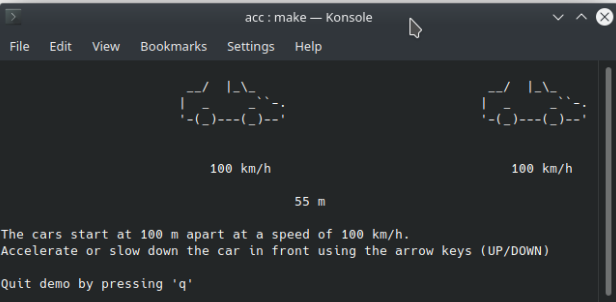 acc : make — Konsole
File Edit View Bookmarks Settings Help
__/  |_\_                    __/  |_\_
|  _     _``-.               |  _     _``-.
'-(_)---(_)--'               '-(_)---(_)--'
100 km/h 100 km/h
55 m
The cars start at 100 m apart at a speed of 100 km/h.
Accelerate or slow down the car in front using the arrow keys (UP/DOWN)
Quit demo by pressing 'q'